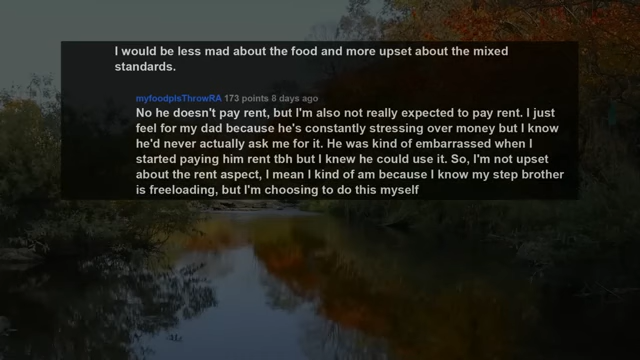 I would be less mad about the food and more upset about the mixed
standards.
myfoodplsThrowRA 173 points 8 days ago
No he doesn't pay rent, but I'm also not really expected to pay rent. I just
feel for my dad because he's constantly stressing over money but I know
he'd never actually ask me for it. He was kind of embarrassed when I
started paying him rent tbh but I knew he could use it. So, I'm not upset
about the rent aspect, I mean I kind of am because I know my step brother
is freeloading, but I'm choosing to do this myself